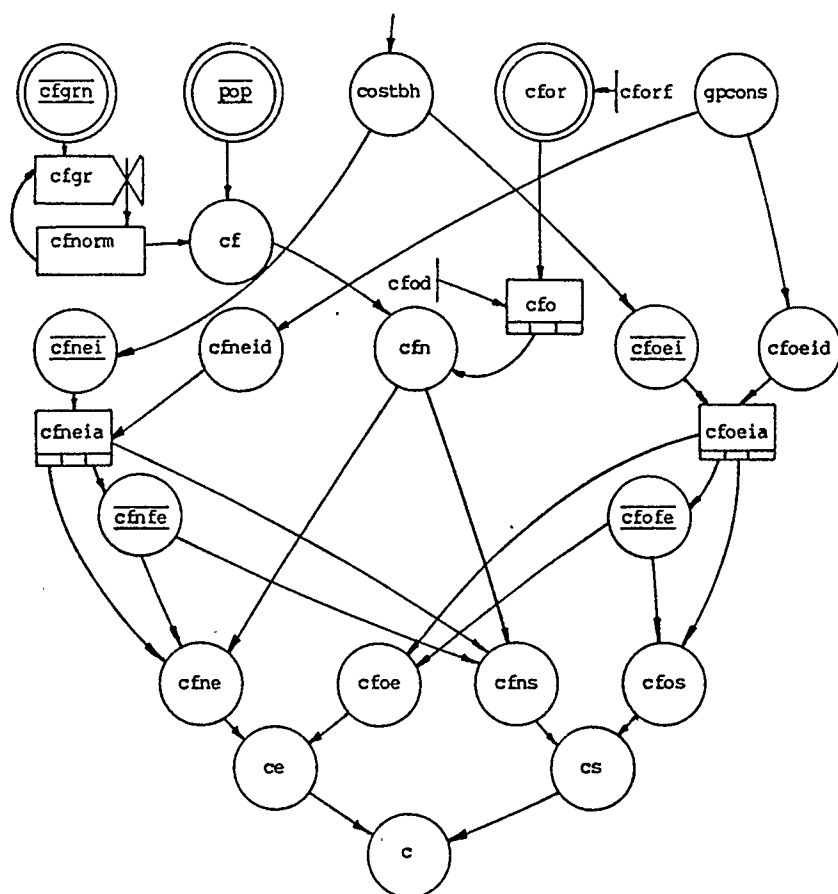 cfgrn
pop
costbh
cfor
cforf
gpcons
cfgr
cfnorm
cf
cfod
cfo
cfnei
cfneid
cfn
cfoei
cfoeid
cfneia
cfoeia
cfnfe
cfofe
cfne
cfoe
cfns
cfos
ce
cs
c